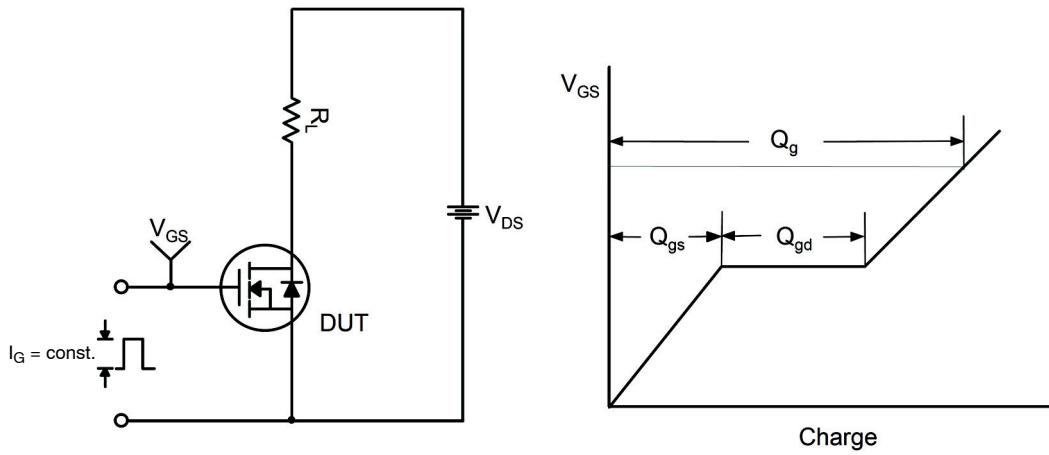 R_L
V_GS
V_DS
DUT
I_G = const.
V_GS
Q_g
Q_gs
Q_gd
Charge